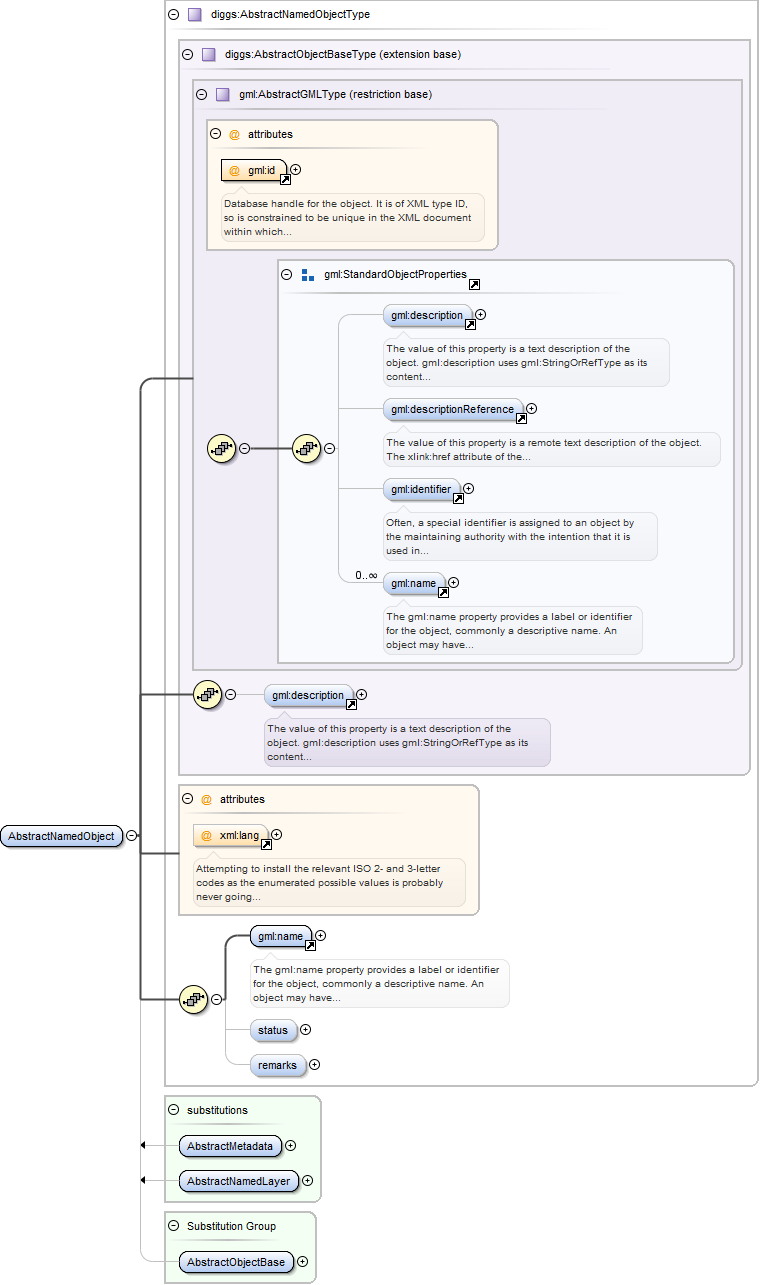 diggs:AbstractNamedObjectType
diggs:AbstractObjectBaseType (extension base)
gml:AbstractGMLType (restriction base)
@ attributes
@ gml:id
Database handle for the object. It is of XML type ID,
so is constrained to be unique in the XML document
within which...
gml:StandardObjectProperties
gml:description
The value of this property is a text description of the
object. gml:description uses gml:StringOrRefType as its
content...
gml:descriptionReference
The value of this property is a remote text description of the object.
The xlink:href attribute of the...
gml:identifier
Often, a special identifier is assigned to an object by
the maintaining authority with the intention that it is
used in...
0..∞
gml:name
The gml:name property provides a label or identifier
for the object, commonly a descriptive name. An
object may have...
gml:description
The value of this property is a text description of the
object. gml:description uses gml:StringOrRefType as its
content...
@ attributes
AbstractNamedObject
@ xml:lang
Attempting to install the relevant ISO 2- and 3-letter
codes as the enumerated possible values is probably
never going...
gml:name
The gml:name property provides a label or identifier
for the object, commonly a descriptive name. An
object may have...
status
remarks
substitutions
AbstractMetadata
AbstractNamedLayer
Substitution Group
AbstractObjectBase